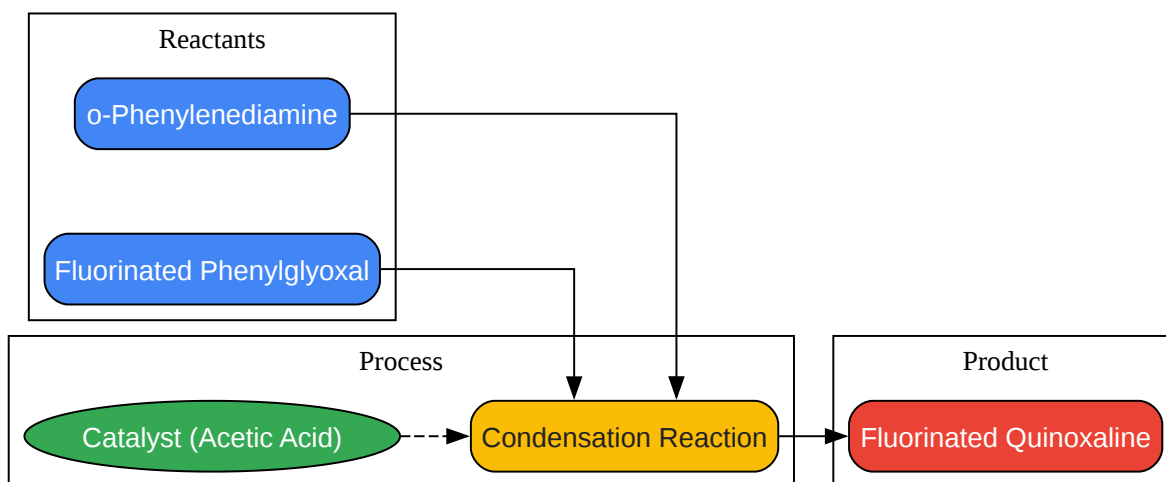 Reactants
o-Phenylenediamine
Fluorinated Phenylglyoxal
Process
Product
Catalyst (Acetic Acid)
Condensation Reaction
Fluorinated Quinoxaline